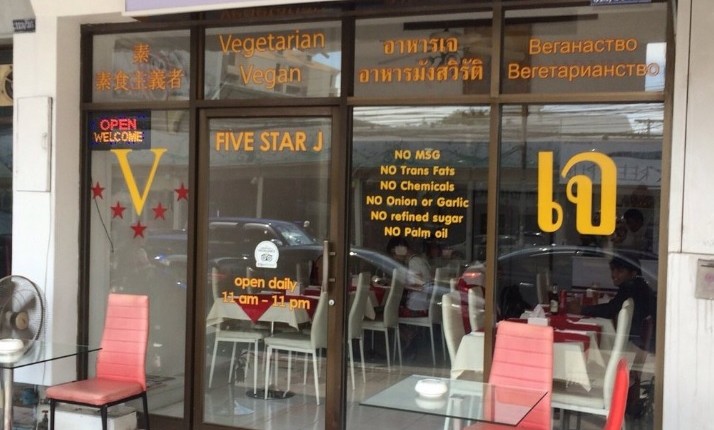 素
素食主義者
Vegetarian
Vegan
อาหารเจ
อาหารมังสวิรัติ
Веганаство
Вегетарианство
OPEN
WELCOME
V
FIVE STAR J
NO MSG
NO Trans Fats
NO Chemicals
NO Onion or Garlic
NO refined sugar
NO Palm oil
เจ
open daily
11 am - 11 pm